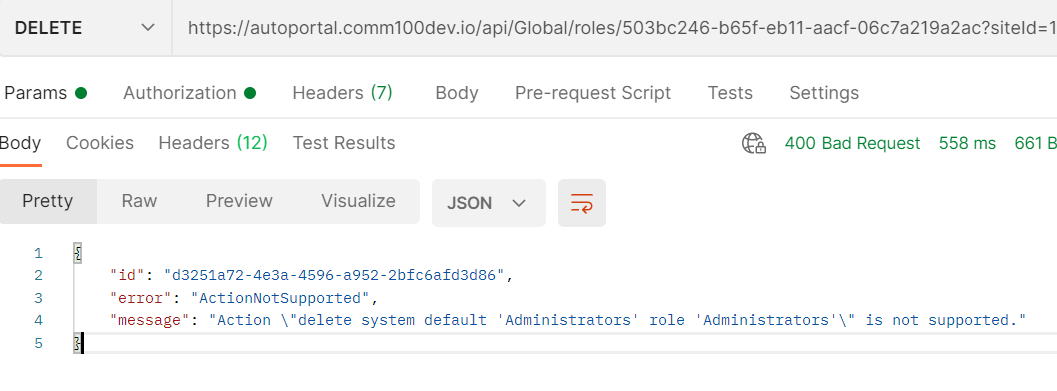 DELETE https://autoportal.comm100dev.io/api/Global/roles/503bc246-b65f-eb11-aacf-06c7a219a2ac?siteId=1
Params Authorization Headers (7) Body Pre-request Script Tests Settings
Body Cookies Headers (12) Test Results 400 Bad Request 558 ms 661 B
Pretty Raw Preview Visualize JSON
1 {
2 "id": "d3251a72-4e3a-4596-a952-2bfc6afd3d86",
3 "error": "ActionNotSupported",
4 "message": "Action \"delete system default 'Administrators' role 'Administrators'\" is not supported."
5 }